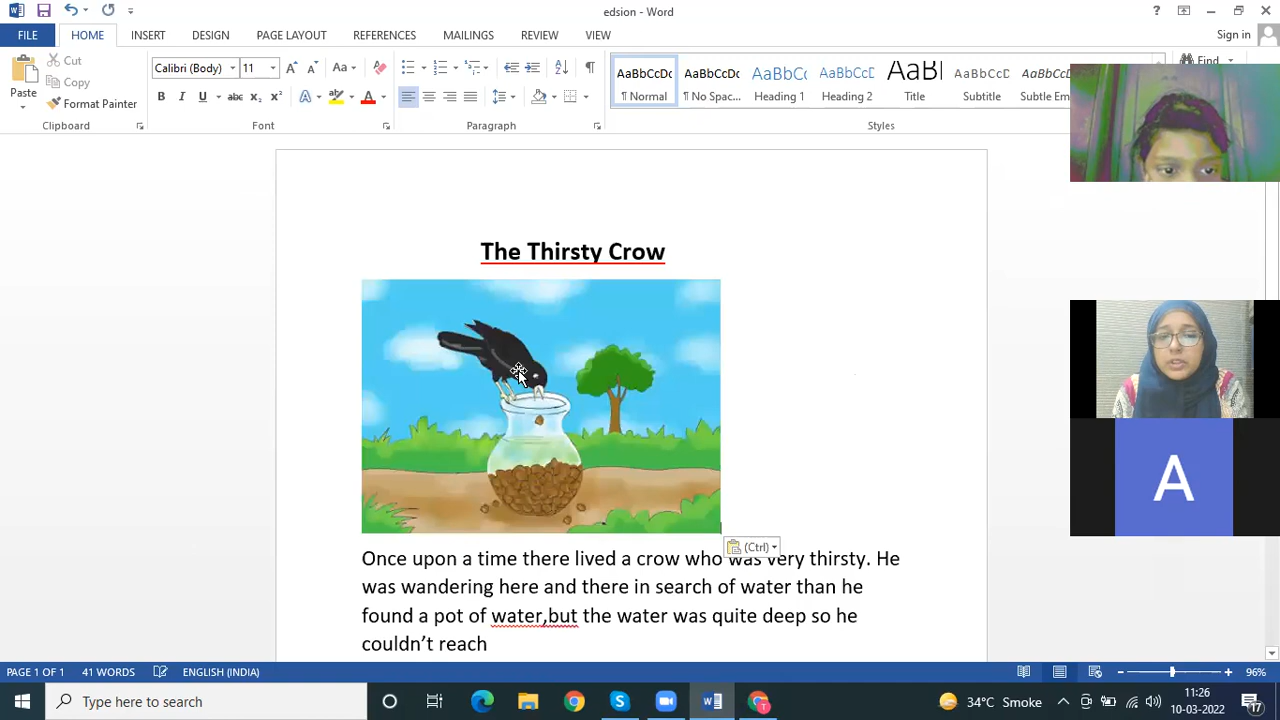 edsion - Word
FILE HOME INSERT DESIGN PAGE LAYOUT REFERENCES MAILINGS REVIEW VIEW Sign in
Paste Cut Copy Format Painter
Clipboard
Calibri (Body) 11
Font
Paragraph
AaBbCcDc AaBbCcDc AaBbCc AaBbCcD AaBl AaBbCcD AaBbCcDc Find
¶ Normal ¶ No Spac... Heading 1 Heading 2 Title Subtitle Subtle Em
Styles
The Thirsty Crow
(Ctrl)
Once upon a time there lived a crow who was very thirsty. He
was wandering here and there in search of water than he
found a pot of water,but the water was quite deep so he
couldn’t reach
A
PAGE 1 OF 1 41 WORDS ENGLISH (INDIA) 96%
Type here to search 34°C Smoke 11:26
10-03-2022 17